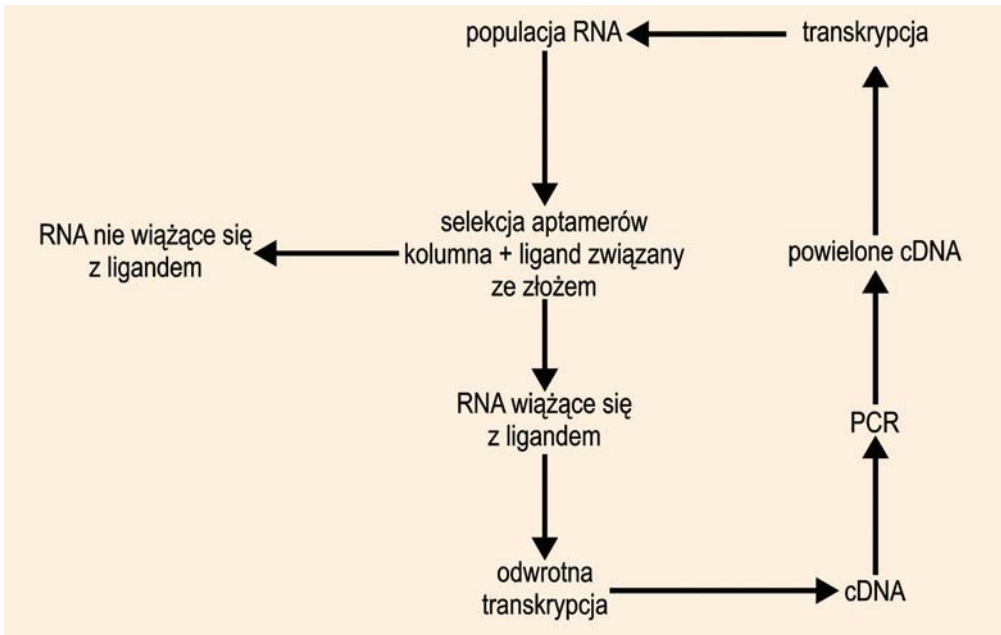 populacja RNA
transkrypcja
selekcja aptamerów
kolumna + ligand związany
ze złożem
RNA nie wiążące się
z ligandem
powielone cDNA
RNA wiążące się
z ligandem
PCR
odwrotna
transkrypcja
cDNA